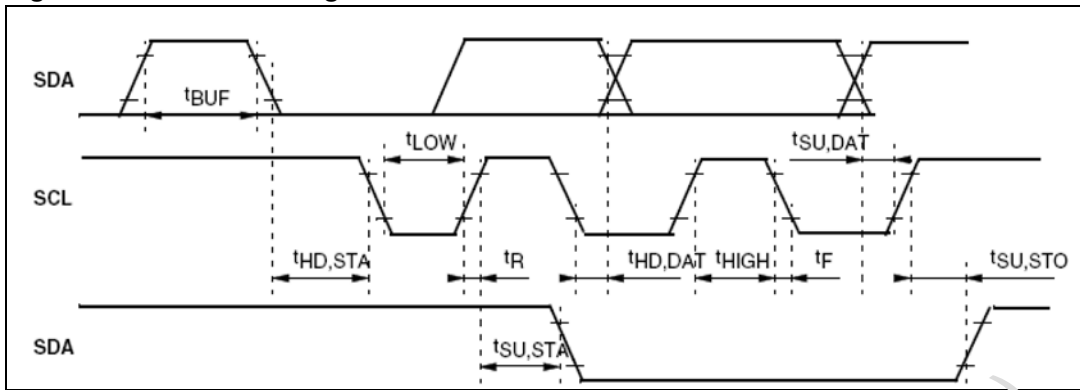 SDA
tBUF
tLOW
tSU,DAT
SCL
tHD,STA
tR
tHD,DAT
tHIGH
tF
tSU,STO
SDA
tSU,STA